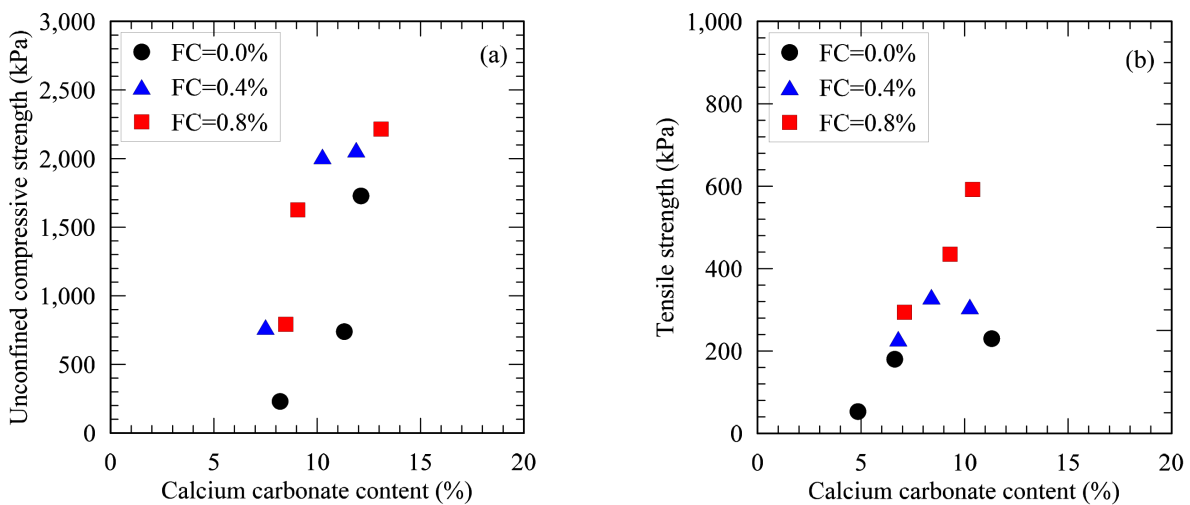 Unconfined compressive strength (kPa)
3,000
2,500
2,000
1,500
1,000
500
0
FC=0.0%
FC=0.4%
FC=0.8%
(a)
0 5 10 15 20
Calcium carbonate content (%)
Tensile strength (kPa)
1,000
800
600
400
200
0
FC=0.0%
FC=0.4%
FC=0.8%
(b)
0 5 10 15 20
Calcium carbonate content (%)